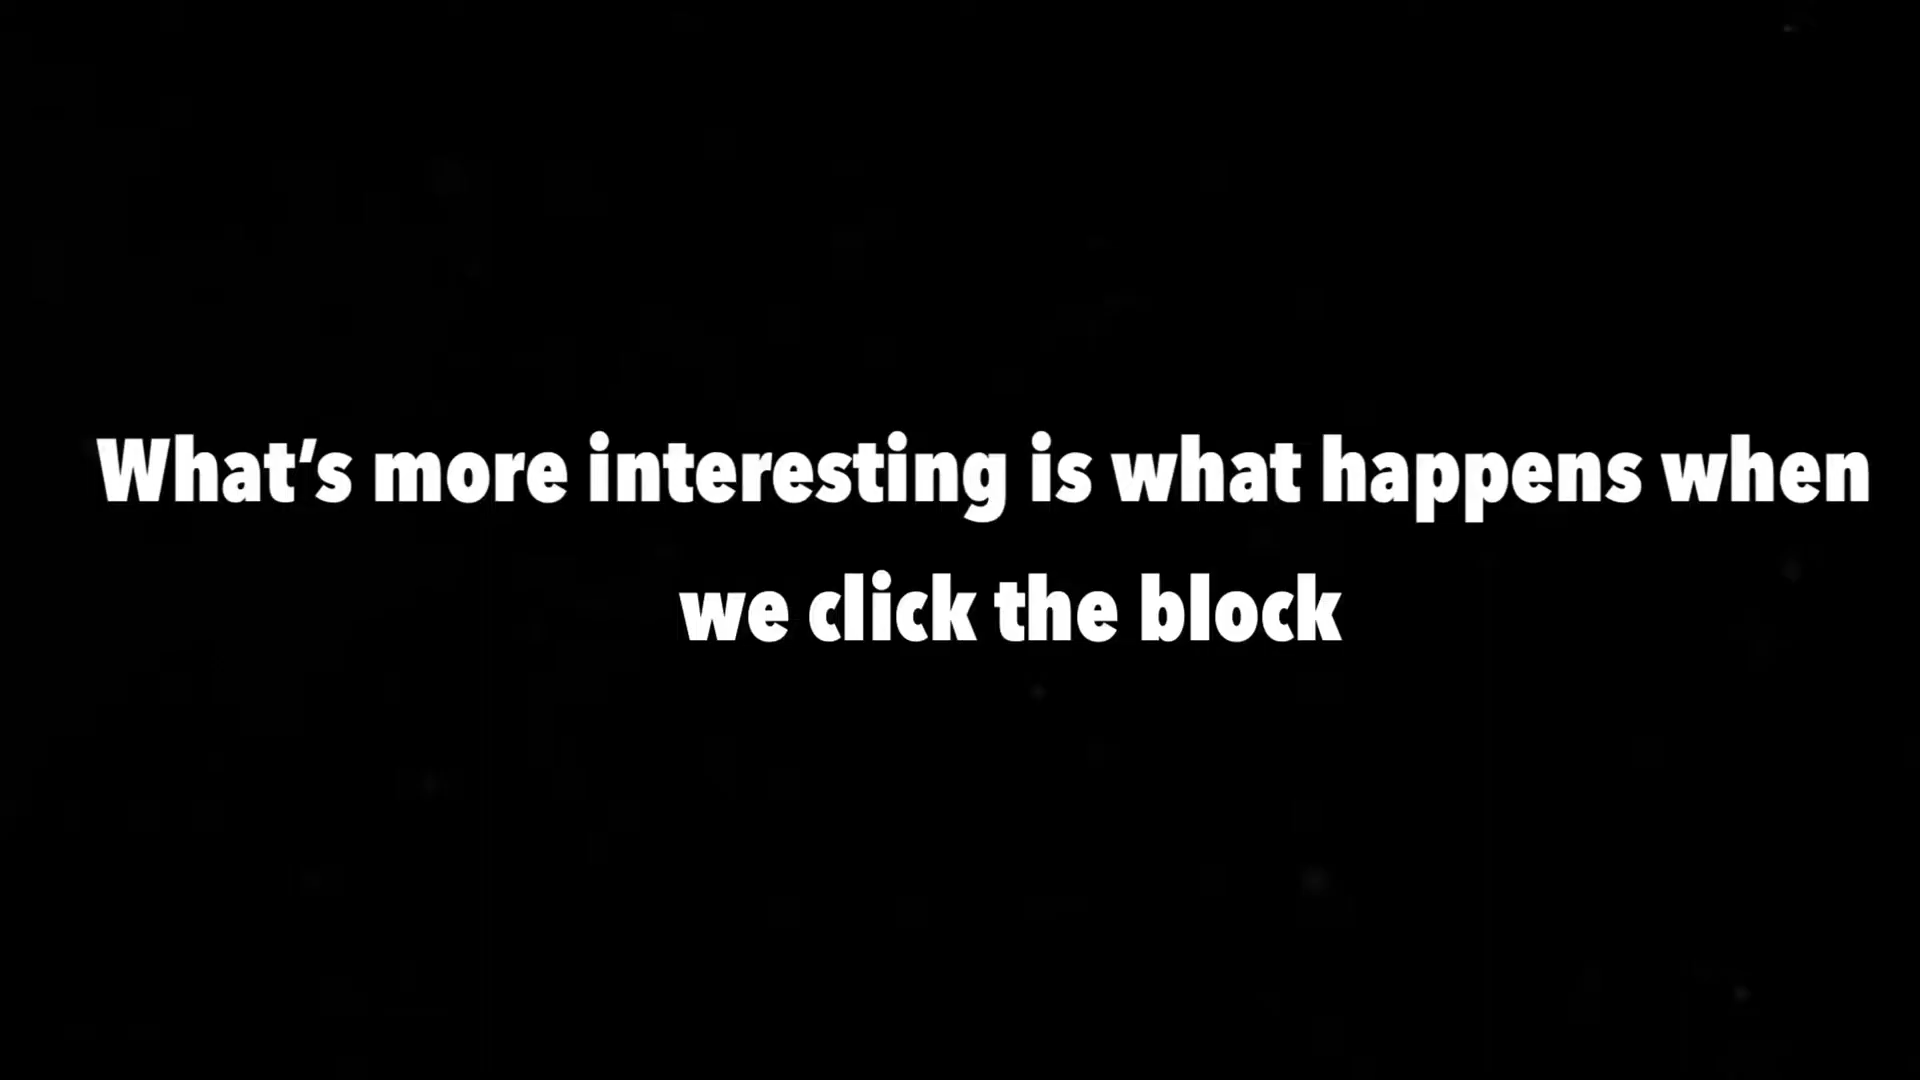 What’s more interesting is what happens when
we click the block